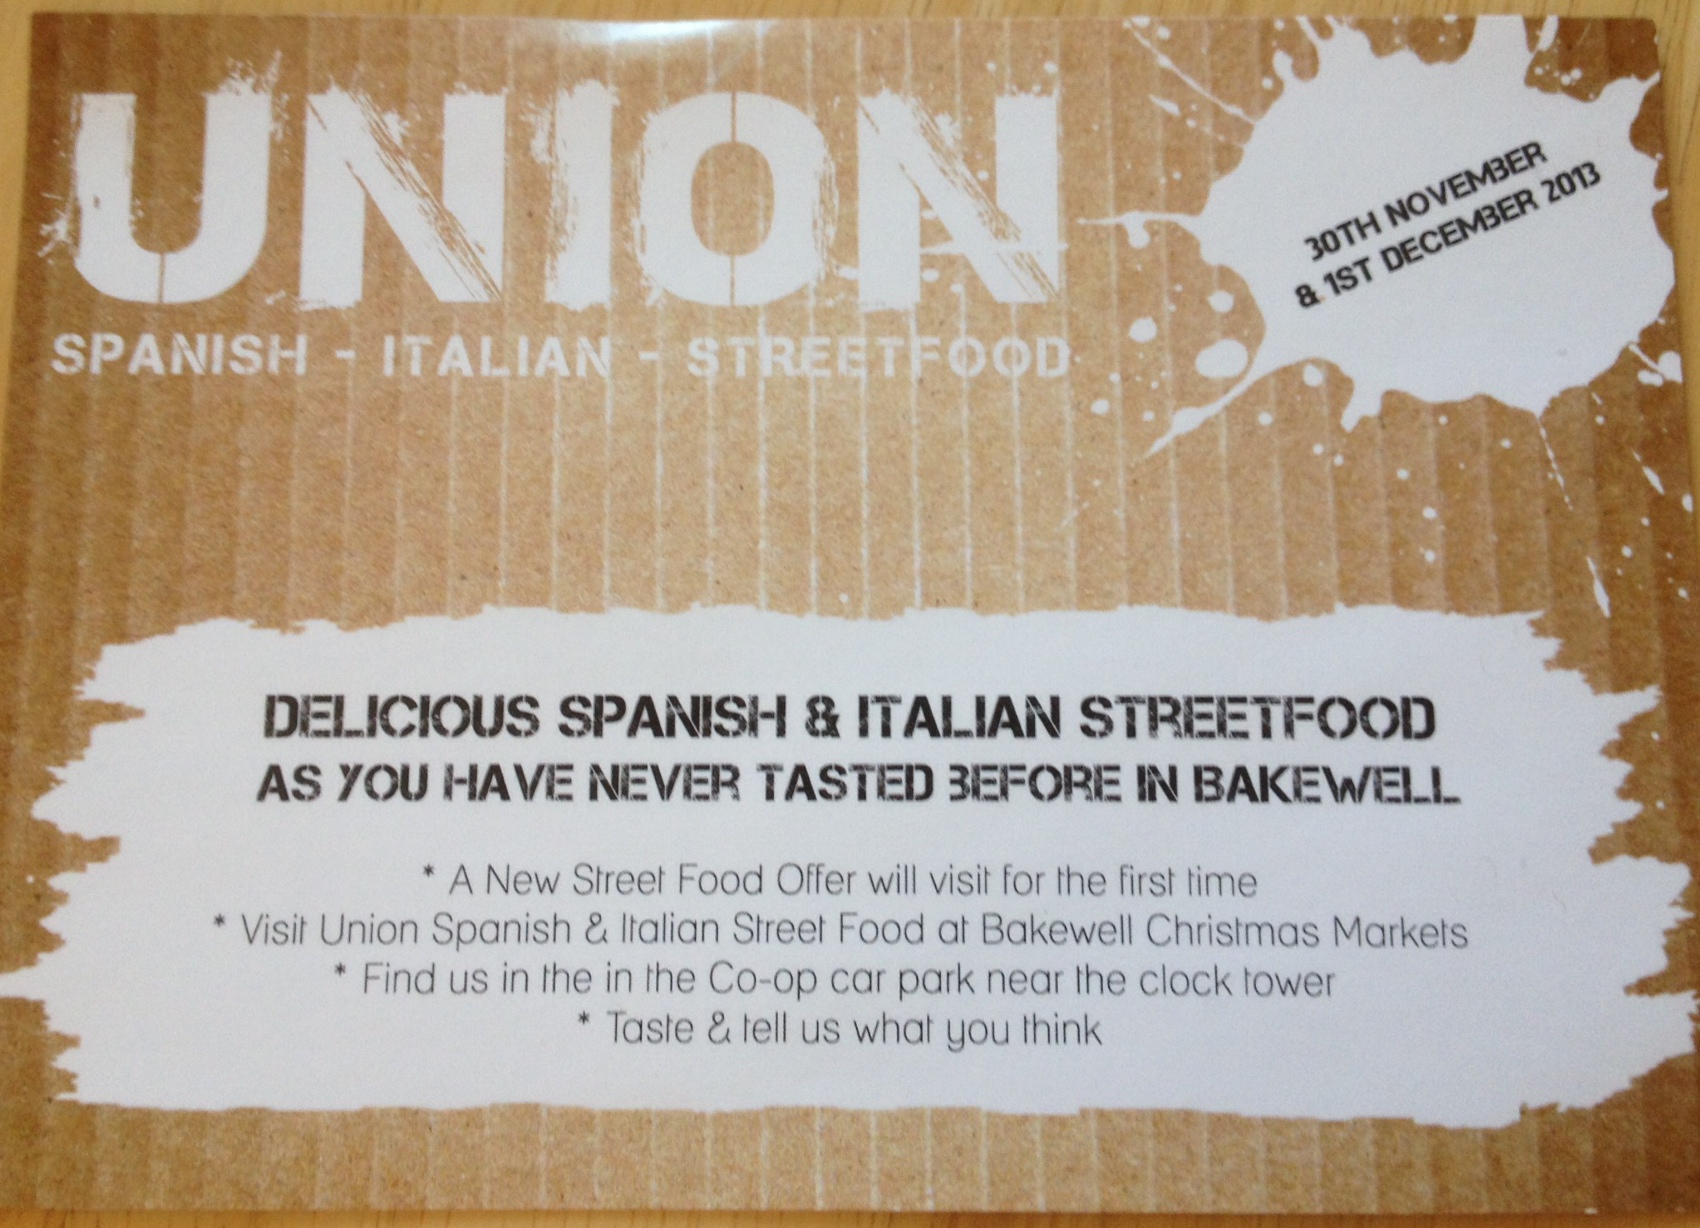 UNION
SPANISH - ITALIAN - STREETFOOD
30TH NOVEMBER
& 1ST DECEMBER 2013
DELICIOUS SPANISH & ITALIAN STREETFOOD
AS YOU HAVE NEVER TASTED BEFORE IN BAKEWELL
* A New Street Food Offer will visit for the first time
* Visit Union Spanish & Italian Street Food at Bakewell Christmas Markets
* Find us in the in the Co-op car park near the clock tower
* Taste & tell us what you think